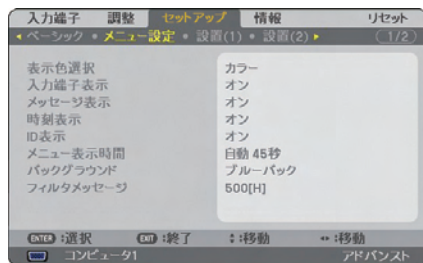 入力端子 調整 セットアップ 情報 リセット
ベーシック • メニュー設定 • 設置(1) • 設置(2) (1/2)
表示色選択 カラー
入力端子表示 オン
メッセージ表示 オン
時刻表示 オン
ID表示 オン
メニュー表示時間 自動 45秒
バックグラウンド ブルーバック
フィルタメッセージ 500[H]
ENTER :選択 EXIT :終了 :移動 :移動
コンピュータ1 アドバンスト